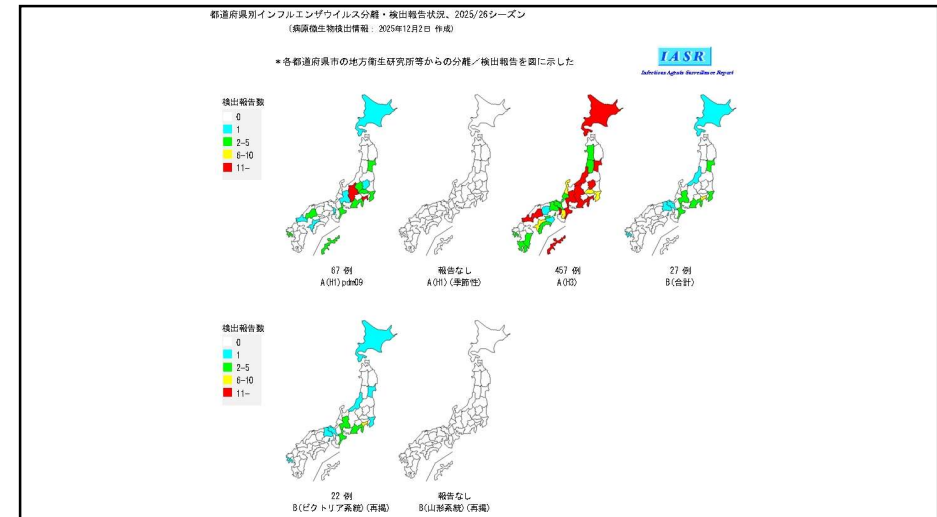 都道府県別インフルエンザウイルス分離・検出報告状況、2025/26シーズン
(病原微生物検出情報: 2025年12月2日 作成)
*各都道府県市の地方衛生研究所等からの分離/検出報告を図に示した
IASR
Infectious Agents Surveillance Report
検出報告数
0
1
2-5
6-10
11-
67 例
A(H1)pdm09
報告なし
A(H1)(季節性)
457 例
A(H3)
27 例
B(合計)
検出報告数
0
1
2-5
6-10
11-
22 例
B(ビクトリア系統)(再掲)
報告なし
B(山形系統)(再掲)